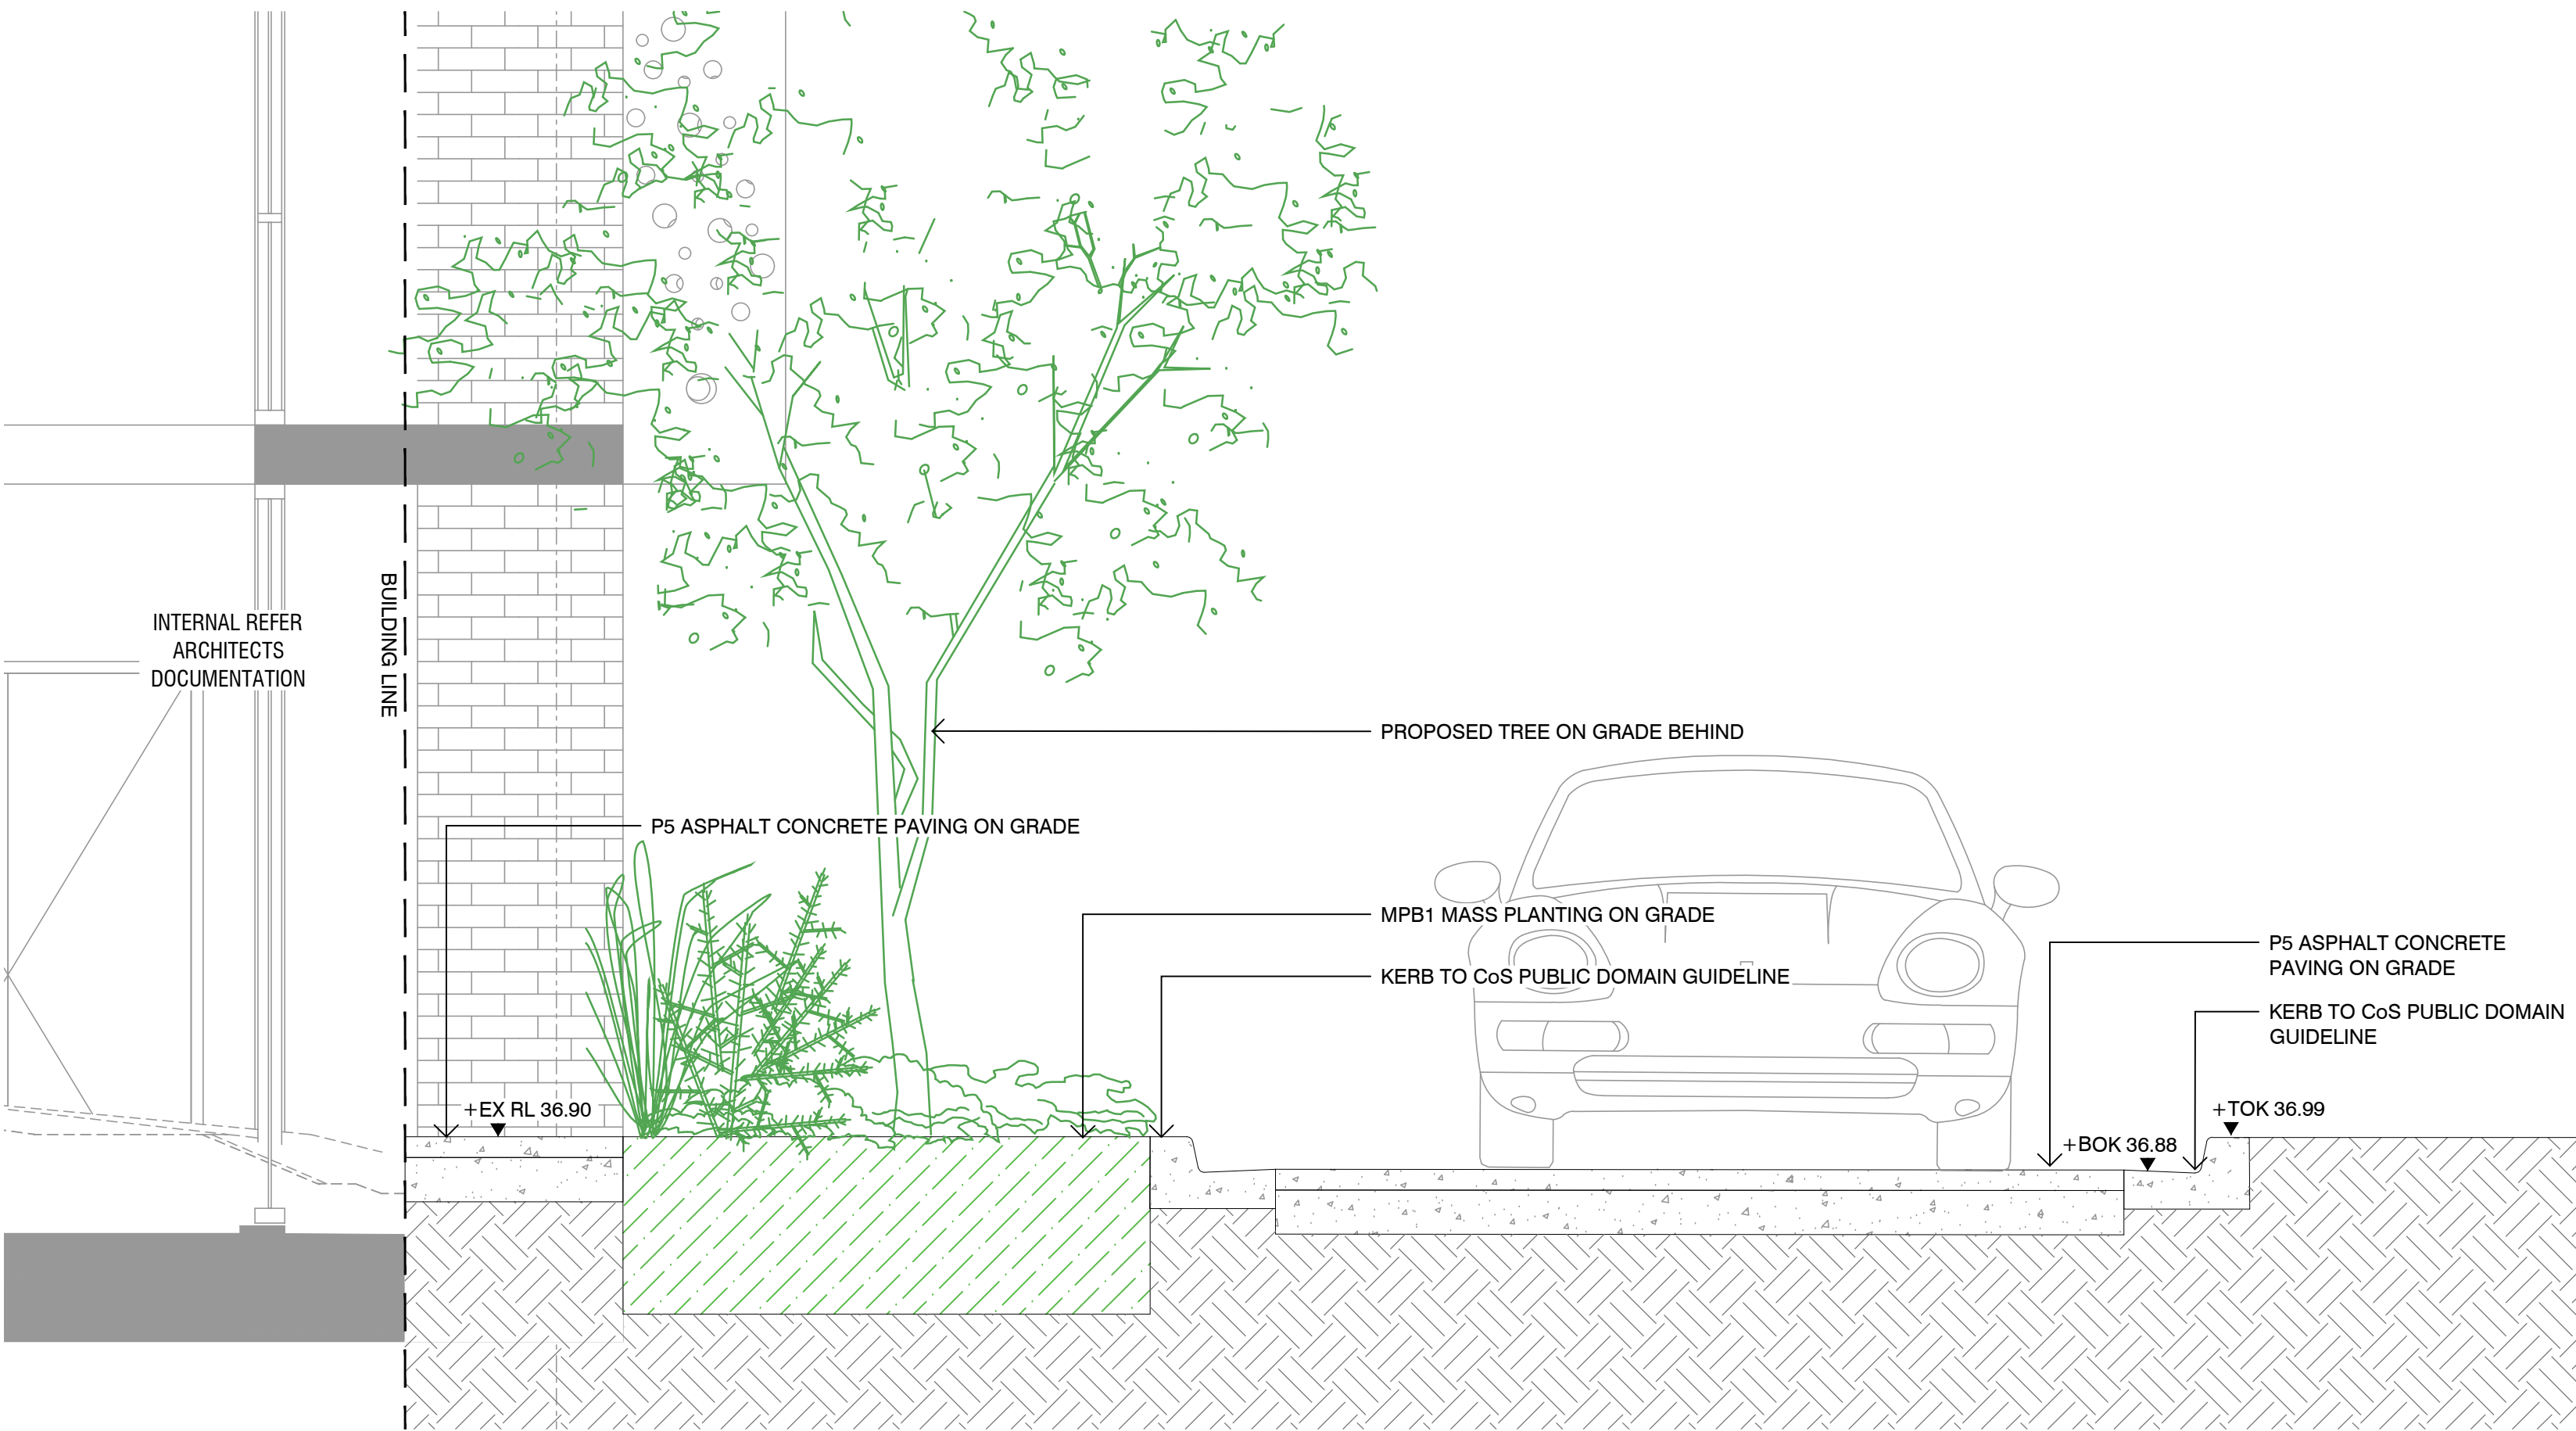 INTERNAL REFER
ARCHITECTS
DOCUMENTATION
BUILDING LINE
PROPOSED TREE ON GRADE BEHIND
P5 ASPHALT CONCRETE PAVING ON GRADE
MPB1 MASS PLANTING ON GRADE
KERB TO CoS PUBLIC DOMAIN GUIDELINE
P5 ASPHALT CONCRETE
PAVING ON GRADE
KERB TO CoS PUBLIC DOMAIN
GUIDELINE
+EX RL 36.90
+TOK 36.99
+BOK 36.88